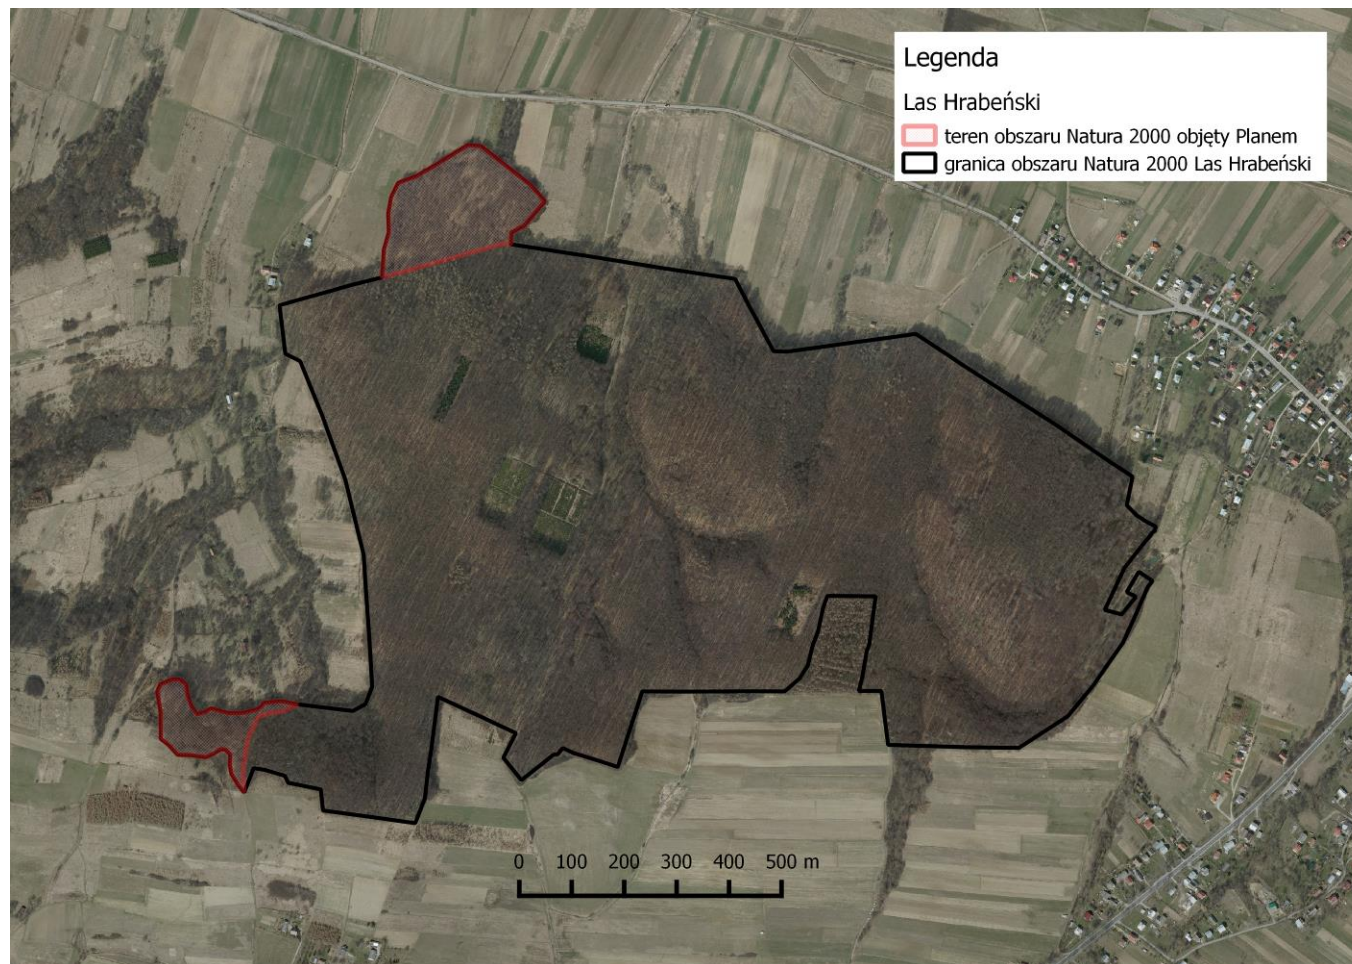 Legenda
Las Hrabeński
teren obszaru Natura 2000 objęty Planem
granica obszaru Natura 2000 Las Hrabeński
0 100 200 300 400 500 m